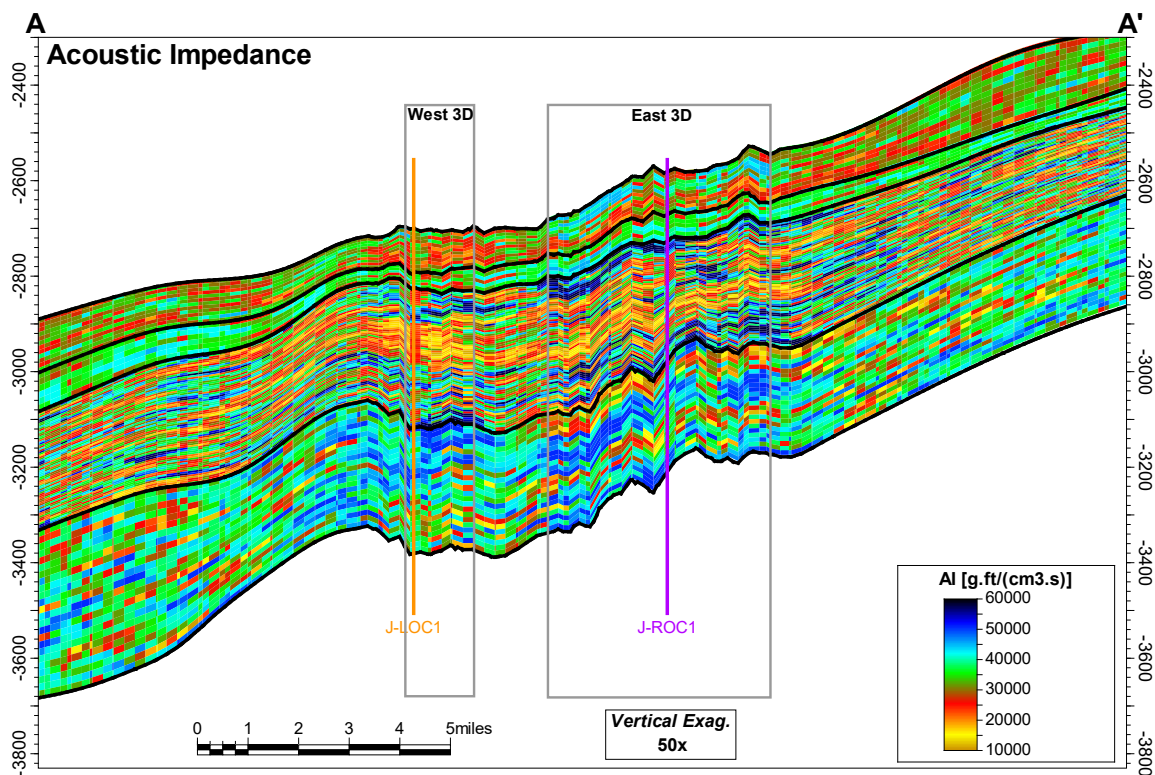 A A'
Acoustic Impedance
West 3D East 3D
-2400 -2400
-2600 -2600
-2800 -2800
-3000 -3000
-3200 -3200
-3400 -3400
-3600 -3600
-3800 -3800
J-LOC1 J-ROC1
AI [g.ft/(cm3.s)]
60000
50000
40000
30000
20000
10000
0 1 2 3 4 5miles
Vertical Exag.
50x